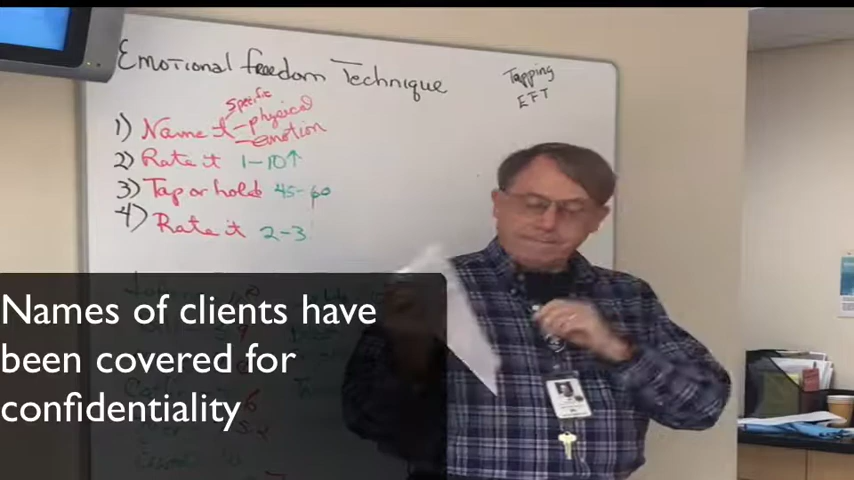 Emotional freedom Technique
Tapping
EFT
specific
1) Name it - physical
- emotion
2) Rate it 1-10↑
3) Tap or hold 45-60
4) Rate it 2-3
Names of clients have
been covered for
confidentiality